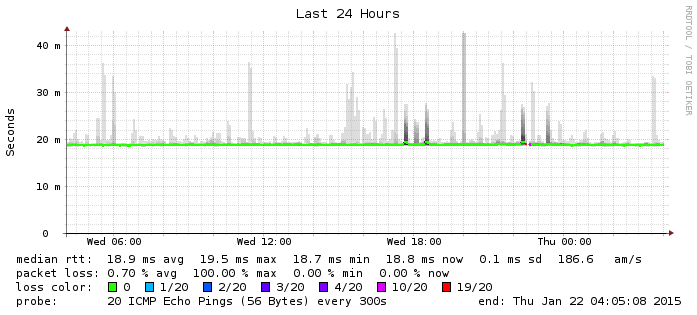 Last 24 Hours
RRDTOOL / TOBI OETIKER
Seconds
40 m
30 m
20 m
10 m
0
Wed 06:00 Wed 12:00 Wed 18:00 Thu 00:00
median rtt: 18.9 ms avg 19.5 ms max 18.7 ms min 18.8 ms now 0.1 ms sd 186.6 am/s
packet loss: 0.70 % avg 100.00 % max 0.00 % min 0.00 % now
loss color: 0 1/20 2/20 3/20 4/20 10/20 19/20
probe: 20 ICMP Echo Pings (56 Bytes) every 300s end: Thu Jan 22 04:05:08 2015